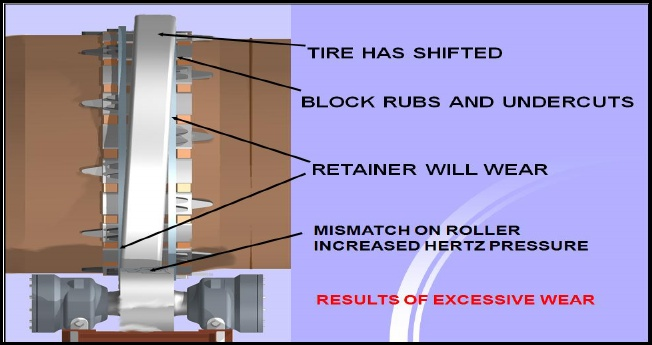 TIRE HAS SHIFTED
BLOCK RUBS AND UNDERCUTS
RETAINER WILL WEAR
MISMATCH ON ROLLER
INCREASED HERTZ PRESSURE
RESULTS OF EXCESSIVE WEAR